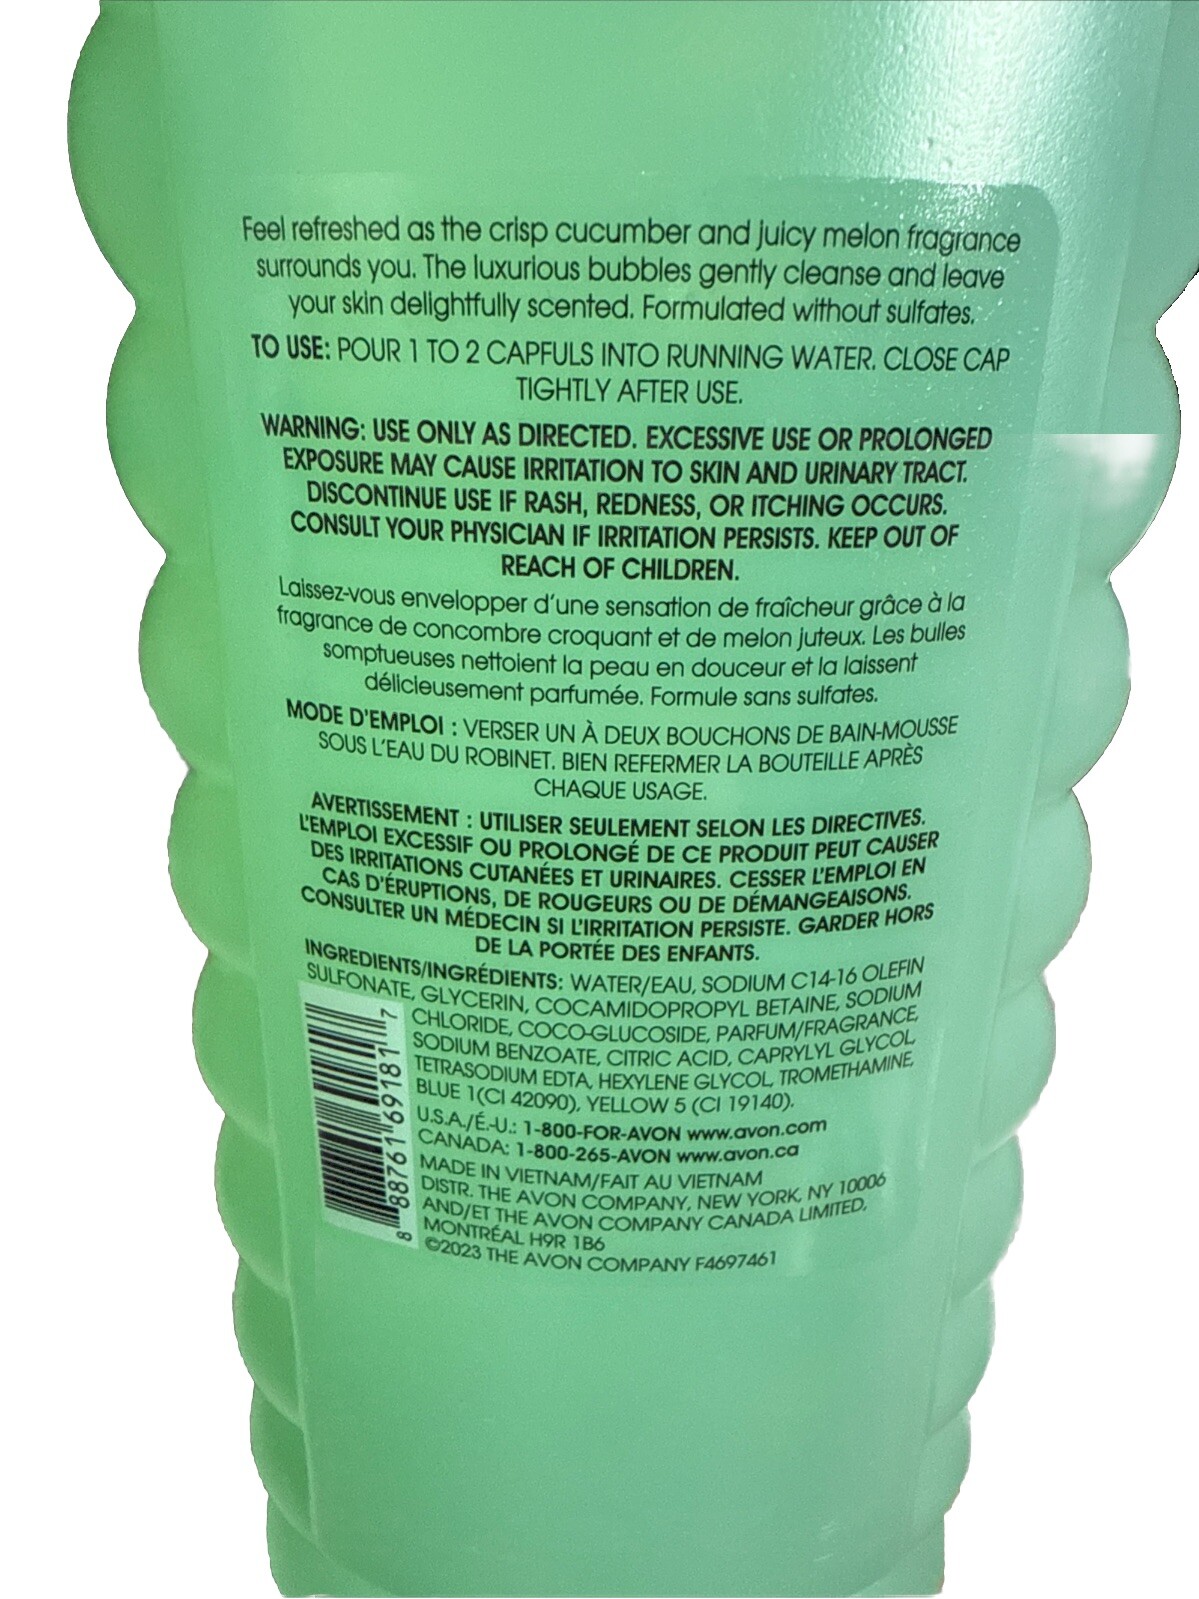 Feel refreshed as the crisp cucumber and juicy melon fragrance
surrounds you. The luxurious bubbles gently cleanse and leave
your skin delightfully scented. Formulated without sulfates.
TO USE: POUR 1 TO 2 CAPFULS INTO RUNNING WATER. CLOSE CAP
TIGHTLY AFTER USE.
WARNING: USE ONLY AS DIRECTED. EXCESSIVE USE OR PROLONGED
EXPOSURE MAY CAUSE IRRITATION TO SKIN AND URINARY TRACT.
DISCONTINUE USE IF RASH, REDNESS, OR ITCHING OCCURS.
CONSULT YOUR PHYSICIAN IF IRRITATION PERSISTS. KEEP OUT OF
REACH OF CHILDREN.
Laissez-vous envelopper d'une sensation de fraîcheur grâce à la
fragrance de concombre croquant et de melon juteux. Les bulles
somptueuses nettoient la peau en douceur et la laissent
délicieusement parfumée. Formule sans sulfates.
MODE D'EMPLOI : VERSER UN À DEUX BOUCHONS DE BAIN-MOUSSE
SOUS L'EAU DU ROBINET. BIEN REFERMER LA BOUTEILLE APRÈS
CHAQUE USAGE.
AVERTISSEMENT : UTILISER SEULEMENT SELON LES DIRECTIVES.
L'EMPLOI EXCESSIF OU PROLONGÉ DE CE PRODUIT PEUT CAUSER
DES IRRITATIONS CUTANÉES ET URINAIRES. CESSER L'EMPLOI EN
CAS D'ÉRUPTIONS, DE ROUGEURS OU DE DÉMANGEAISONS.
CONSULTER UN MÉDECIN SI L'IRRITATION PERSISTE. GARDER HORS
DE LA PORTÉE DES ENFANTS.
INGREDIENTS/INGRÉDIENTS: WATER/EAU, SODIUM C14-16 OLEFIN
SULFONATE, GLYCERIN, COCAMIDOPROPYL BETAINE, SODIUM
CHLORIDE, COCO-GLUCOSIDE, PARFUM/FRAGRANCE,
SODIUM BENZOATE, CITRIC ACID, CAPRYLYL GLYCOL,
TETRASODIUM EDTA, HEXYLENE GLYCOL, TROMETHAMINE,
BLUE 1(CI 42090), YELLOW 5 (CI 19140).
U.S.A./É.-U.: 1-800-FOR-AVON www.avon.com
CANADA: 1-800-265-AVON www.avon.ca
MADE IN VIETNAM/FAIT AU VIETNAM
DISTR. THE AVON COMPANY, NEW YORK, NY 10006
AND/ET THE AVON COMPANY CANADA LIMITED,
MONTRÉAL H9R 1B6
©2023 THE AVON COMPANY F4697461
8 88761 69181 7